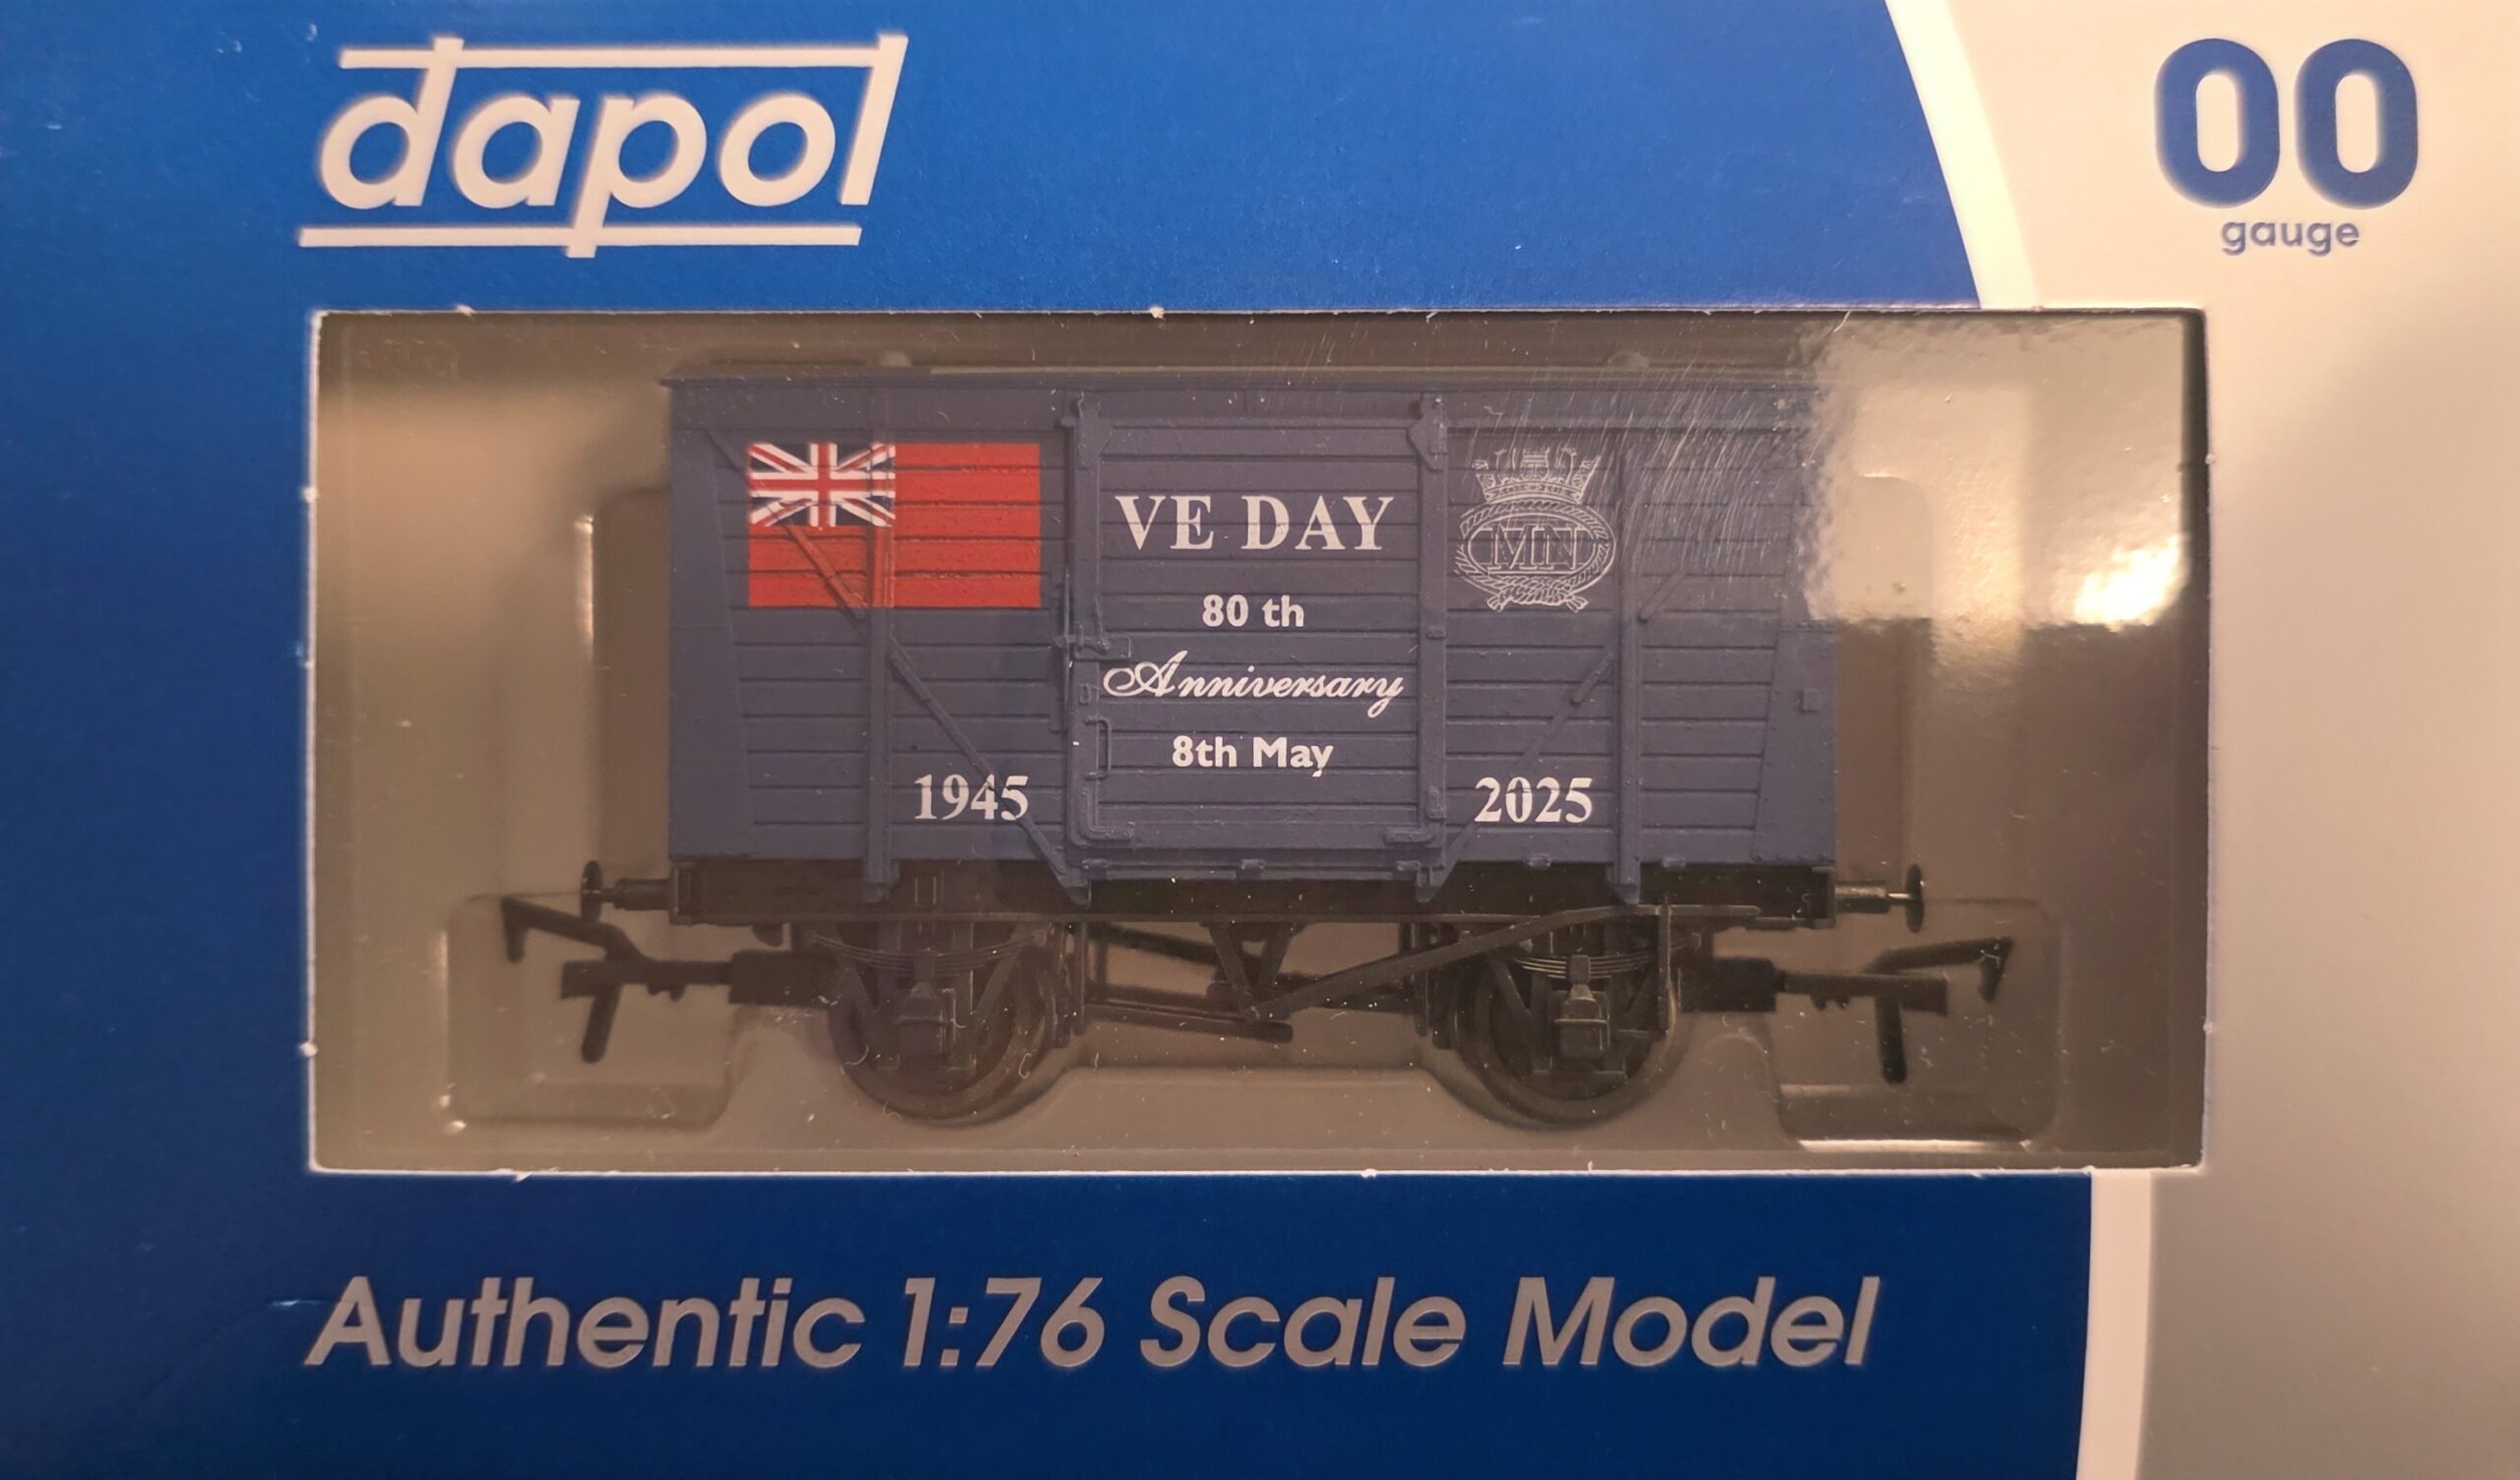 dapol
00
gauge
VE DAY
MN
80 th
Anniversary
8th May
1945
2025
Authentic 1:76 Scale Model